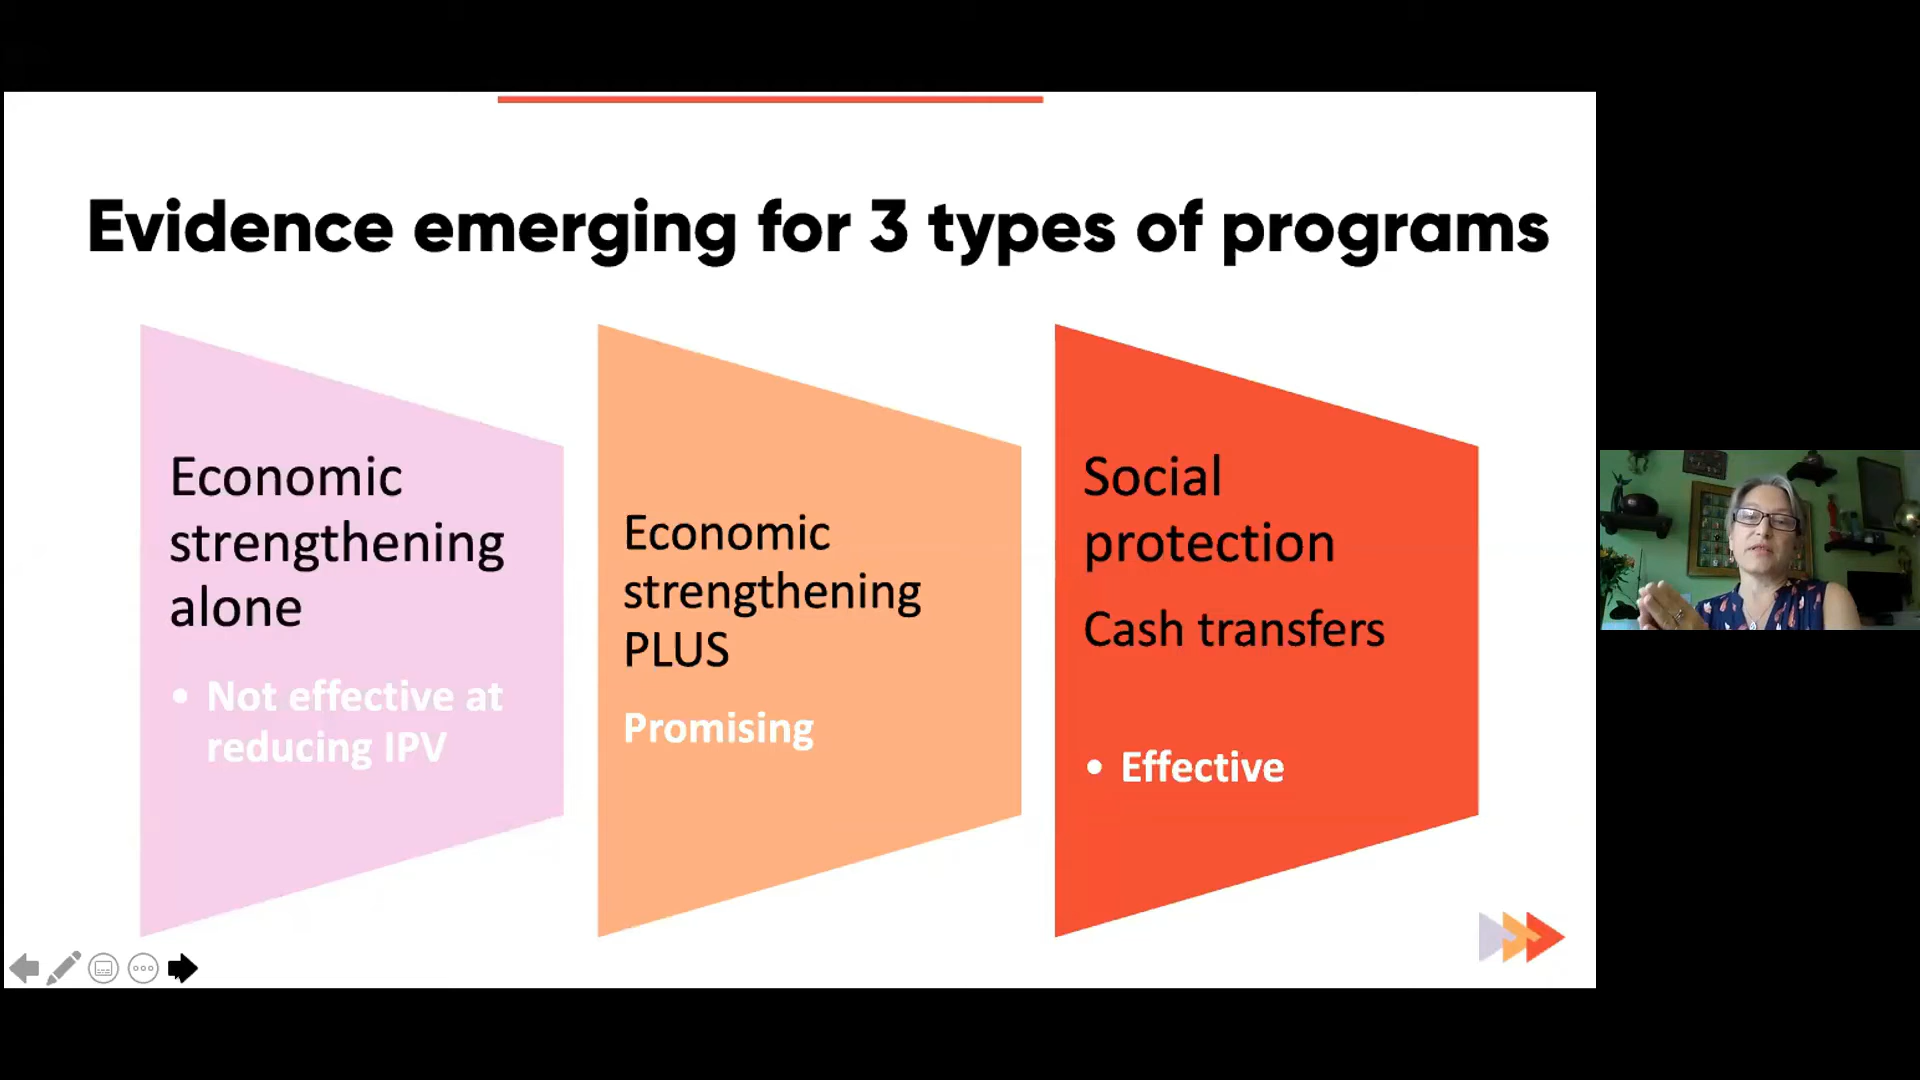 Evidence emerging for 3 types of programs
Economic
strengthening
alone
• Not effective at
reducing IPV
Economic
strengthening
PLUS
Promising
Social
protection
Cash transfers
• Effective